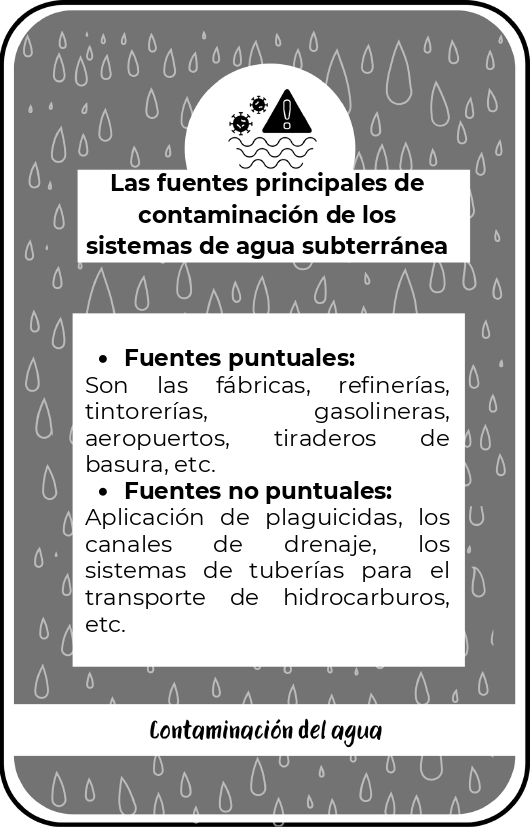 Las fuentes principales de
contaminación de los
sistemas de agua subterránea
• Fuentes puntuales:
Son las fábricas, refinerías,
tintorerías, gasolineras,
aeropuertos, tiraderos de
basura, etc.
• Fuentes no puntuales:
Aplicación de plaguicidas, los
canales de drenaje, los
sistemas de tuberías para el
transporte de hidrocarburos,
etc.
Contaminación del agua